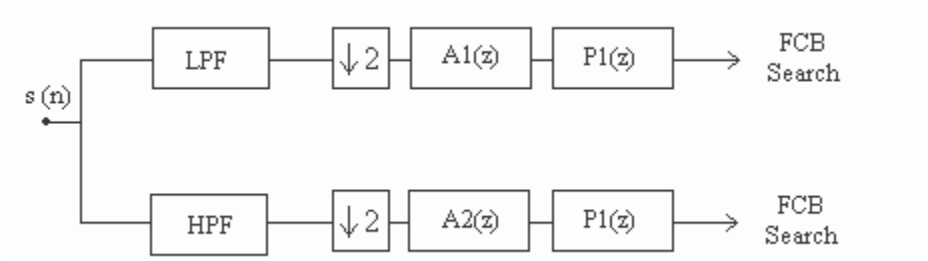 LPF
↓ 2
A1(z)
P1(z)
FCB
Search
s (n)
HPF
↓ 2
A2(z)
P1(z)
FCB
Search